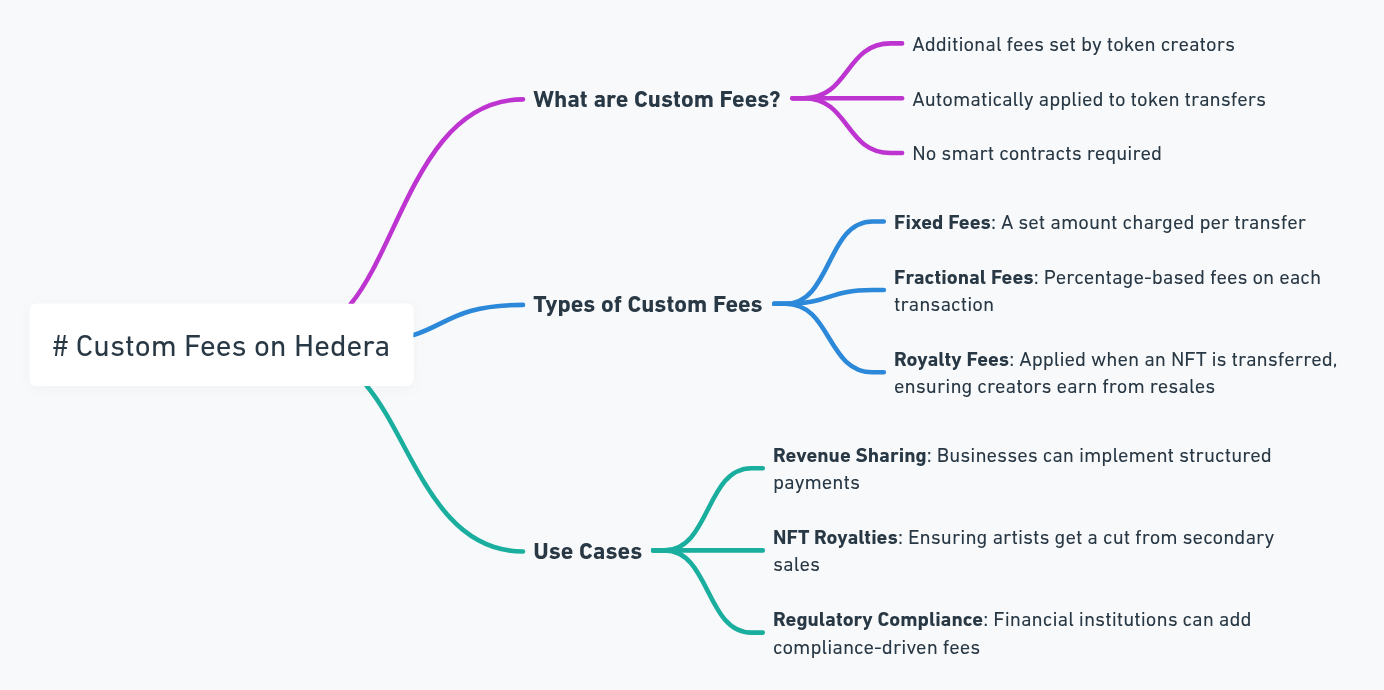 Additional fees set by token creators
What are Custom Fees?
Automatically applied to token transfers
No smart contracts required
Fixed Fees: A set amount charged per transfer
Fractional Fees: Percentage-based fees on each
transaction
Types of Custom Fees
# Custom Fees on Hedera
Royalty Fees: Applied when an NFT is transferred,
ensuring creators earn from resales
Revenue Sharing: Businesses can implement structured
payments
Use Cases
NFT Royalties: Ensuring artists get a cut from secondary
sales
Regulatory Compliance: Financial institutions can add
compliance-driven fees